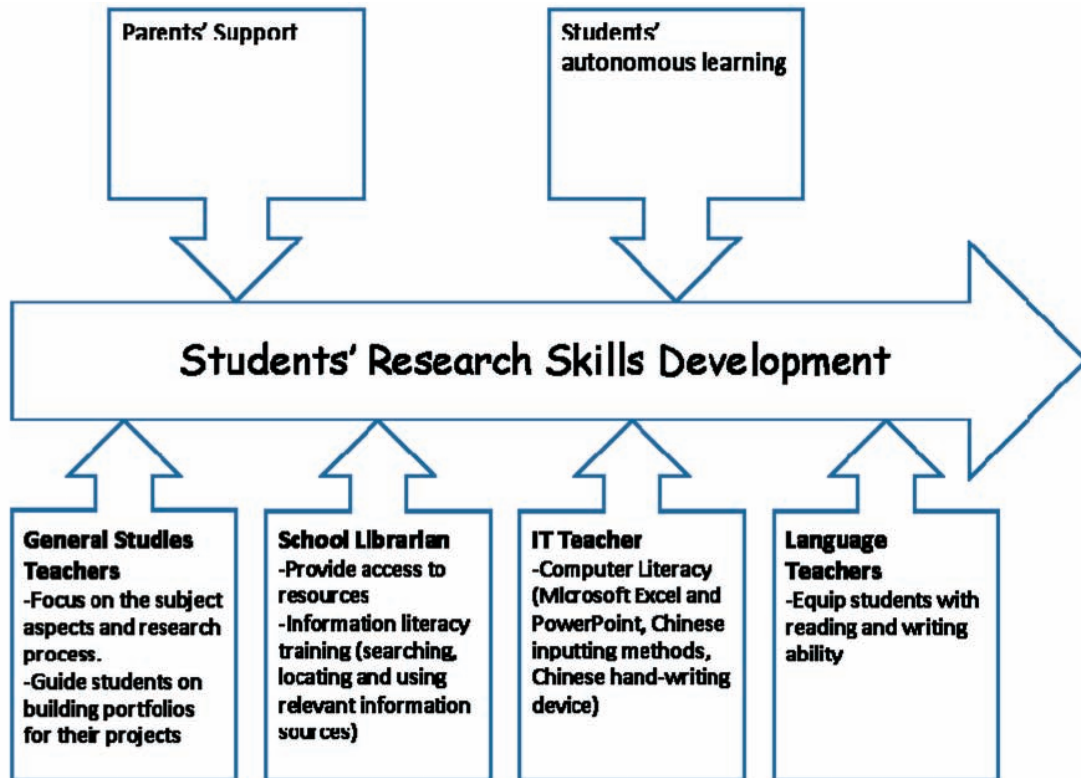 Parents' Support
Students'
autonomous learning
Students' Research Skills Development
General Studies
Teachers
-Focus on the subject
aspects and research
process.
-Guide students on
building portfolios
for their projects
School Librarian
-Provide access to
resources
-Information literacy
training (searching,
locating and using
relevant information
sources)
IT Teacher
-Computer Literacy
(Microsoft Excel and
PowerPoint, Chinese
inputting methods,
Chinese hand-writing
device)
Language
Teachers
-Equip students with
reading and writing
ability